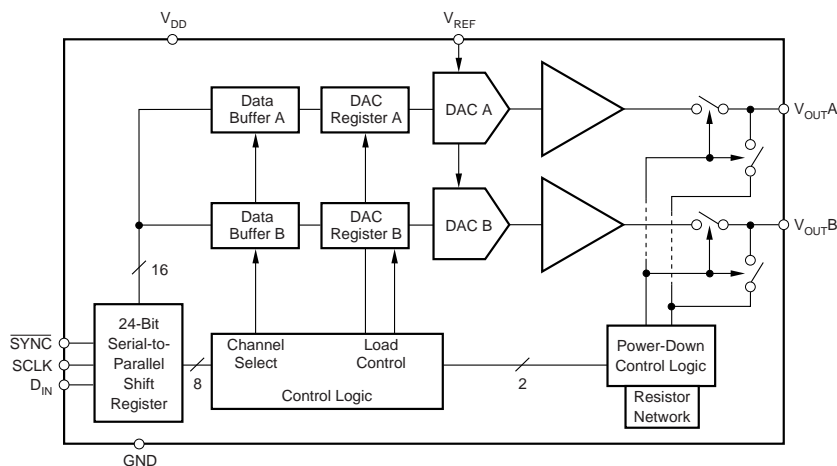 V_DD
V_REF
Data
Buffer A
DAC
Register A
DAC A
V_OUTA
Data
Buffer B
DAC
Register B
DAC B
V_OUTB
16
SYNC
SCLK
D_IN
24-Bit
Serial-to-
Parallel
Shift
Register
8
Channel
Select
Load
Control
Control Logic
2
Power-Down
Control Logic
Resistor
Network
GND